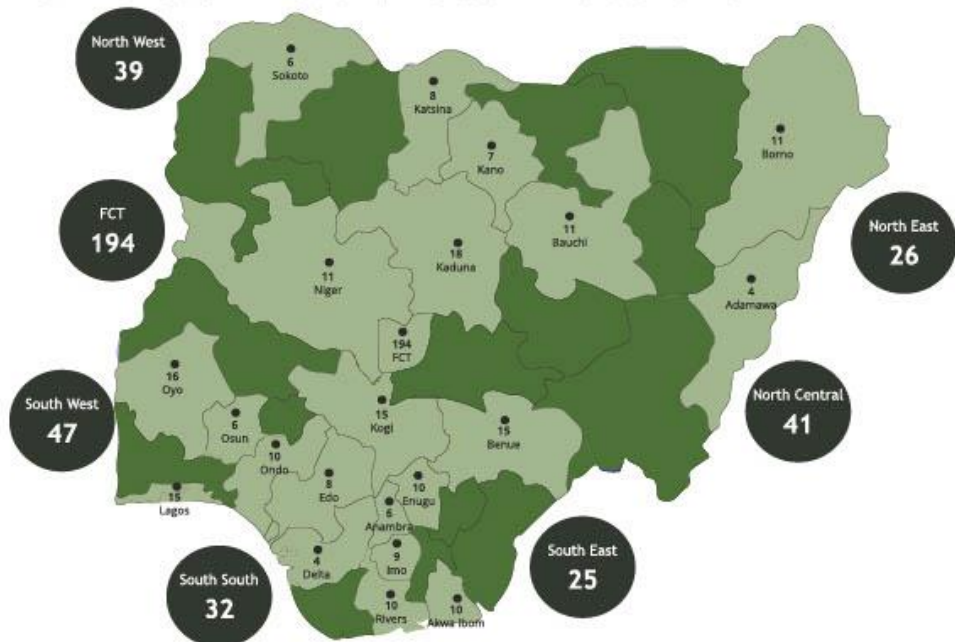 North West
39
6
Sokoto
8
Katsina
7
Kano
11
Borno
FCT
194
11
Bauchi
North East
26
18
Kaduna
11
Niger
4
Adamawa
194
FCT
16
Oyo
North Central
41
South West
47
6
Osun
15
Kogi
15
Benue
10
Ondo
8
Edo
10
Enugu
6
Anambra
15
Lagos
9
Imo
4
Delta
South East
25
South South
32
10
Rivers
10
Akwa Ibom